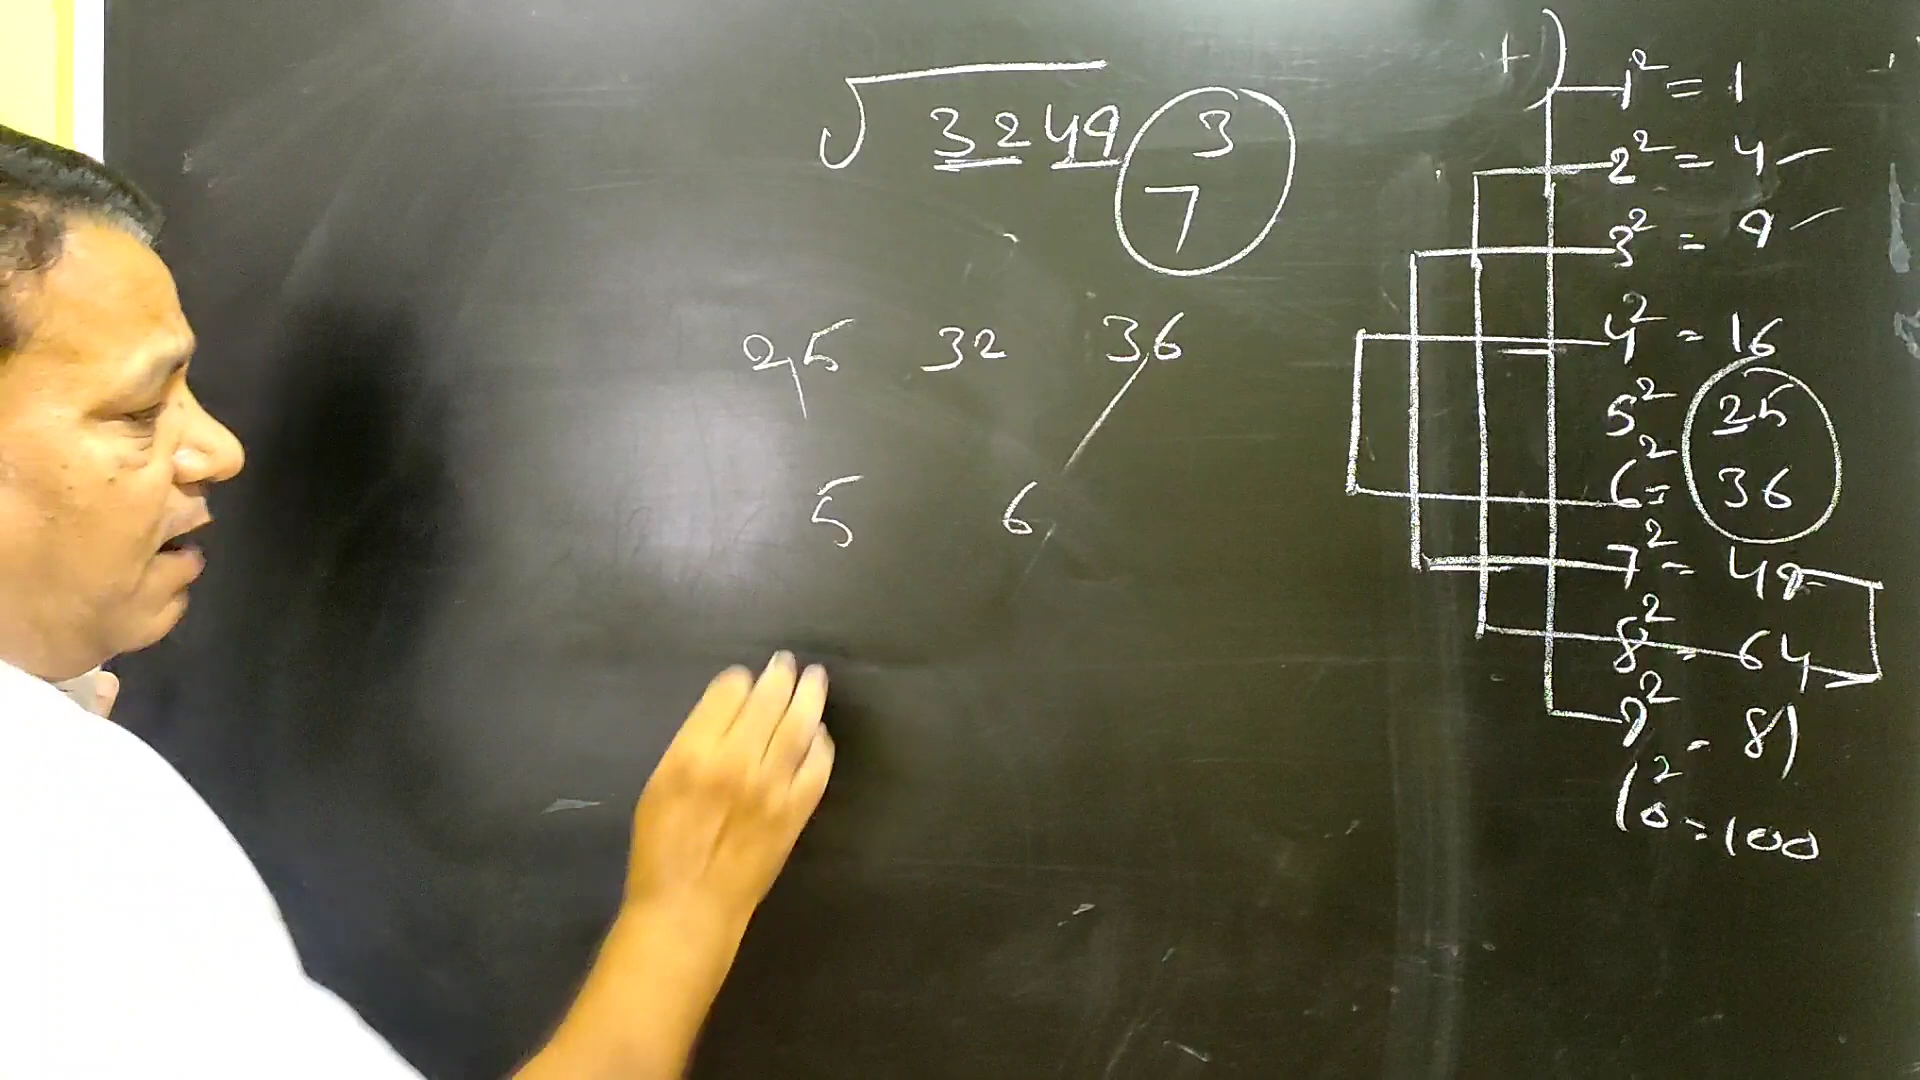 √3249 3
7
25 32 36
5 6
1² = 1
2² = 4
3² = 9
4² = 16
5² = 25
6² = 36
7² = 49
8² = 64
9² = 81
10² = 100